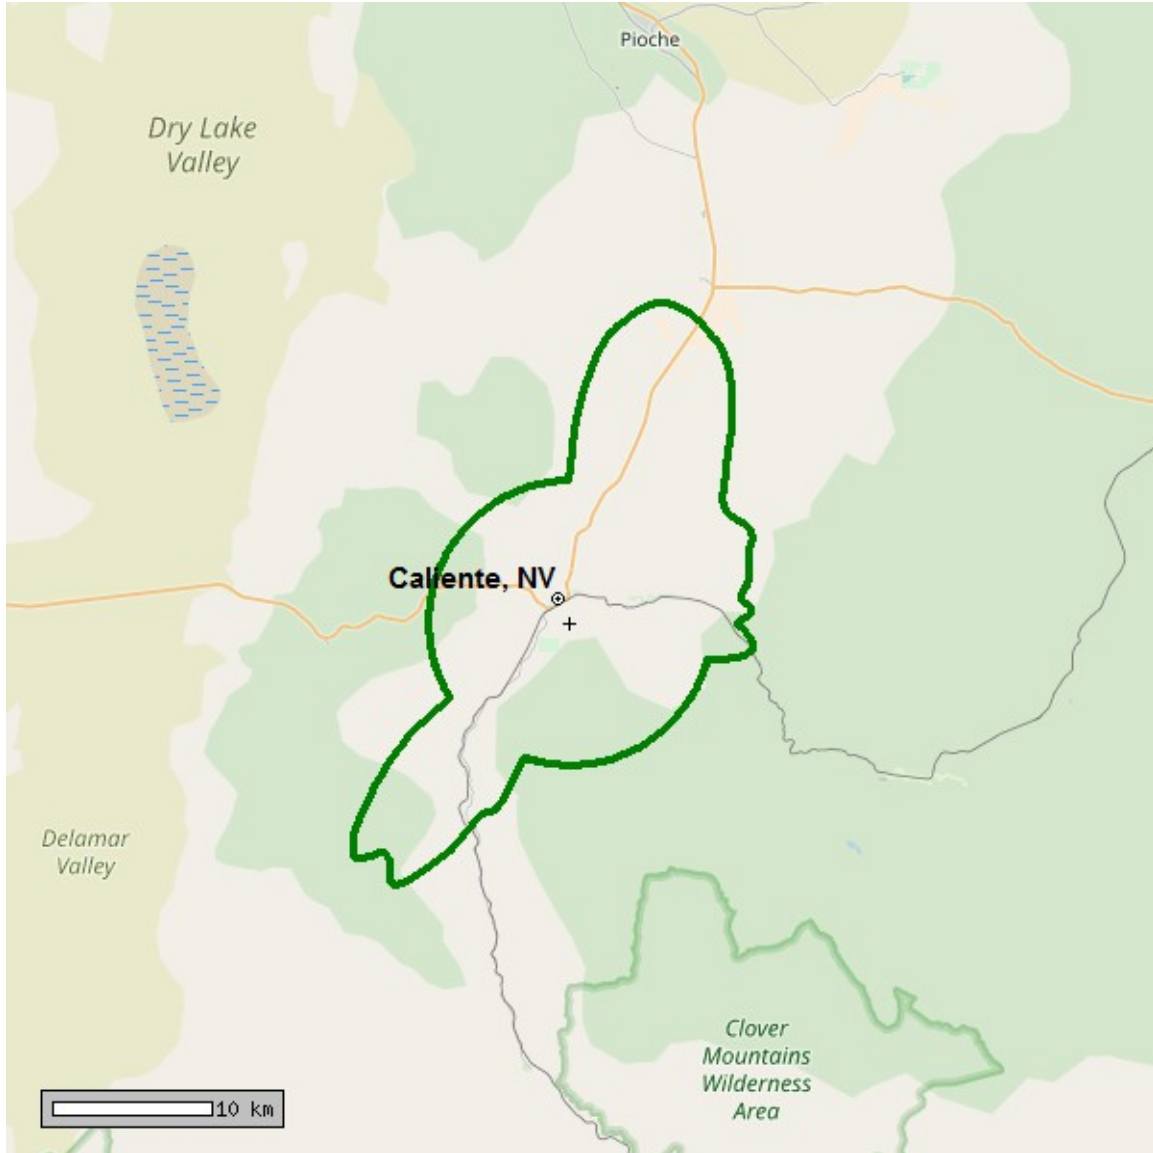 Pioche
Dry Lake
Valley
Caliente, NV
Delamar
Valley
Clover
Mountains
Wilderness
Area
10 km